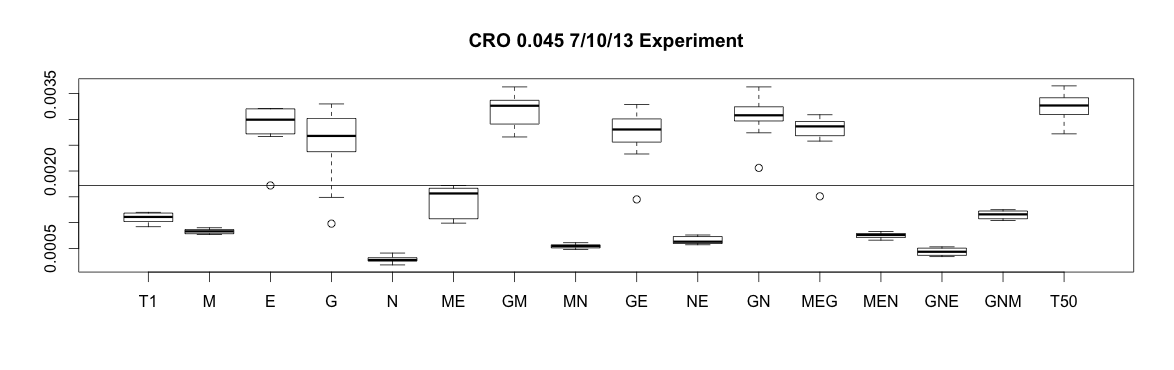 CRO 0.045 7/10/13 Experiment
0.0035
0.0020
0.0005
T1 M E G N ME GM MN GE NE GN MEG MEN GNE GNM T50